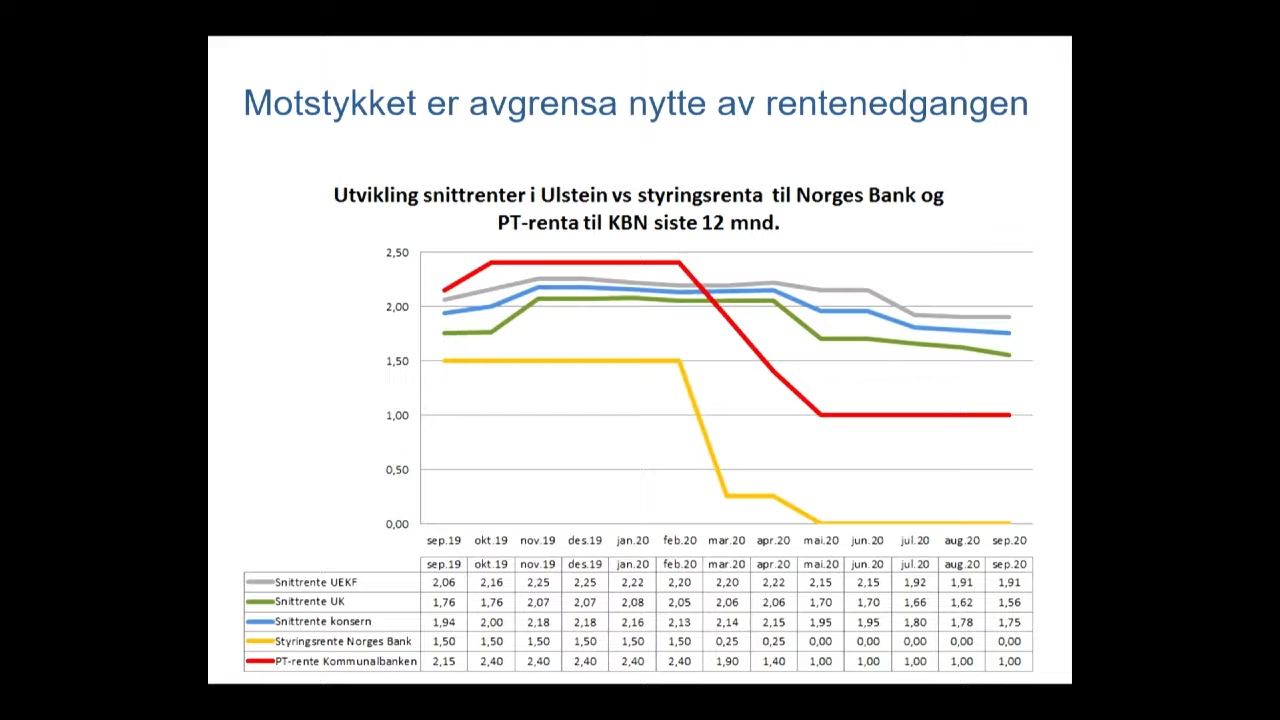 Motstykket er avgrensa nytte av rentenedgangen
Utvikling snittrenter i Ulstein vs styringsrenta til Norges Bank og
PT-renta til KBN siste 12 mnd.
2,50
2,00
1,50
1,00
0,50
0,00
sep.19 okt.19 nov.19 des.19 jan.20 feb.20 mar.20 apr.20 mai.20 jun.20 jul.20 aug.20 sep.20
sep.19 okt.19 nov.19 des.19 jan.20 feb.20 mar.20 apr.20 mai.20 jun.20 jul.20 aug.20 sep.20
Snittrente UEKF 2,06 2,16 2,25 2,25 2,22 2,20 2,20 2,22 2,15 2,15 1,92 1,91 1,91
Snittrente UK 1,76 1,76 2,07 2,07 2,08 2,05 2,06 2,06 1,70 1,70 1,66 1,62 1,56
Snittrente konsern 1,94 2,00 2,18 2,18 2,16 2,13 2,14 2,15 1,95 1,95 1,80 1,78 1,75
Styringsrente Norges Bank 1,50 1,50 1,50 1,50 1,50 1,50 0,25 0,25 0,00 0,00 0,00 0,00 0,00
PT-rente Kommunalbanken 2,15 2,40 2,40 2,40 2,40 2,40 1,90 1,40 1,00 1,00 1,00 1,00 1,00